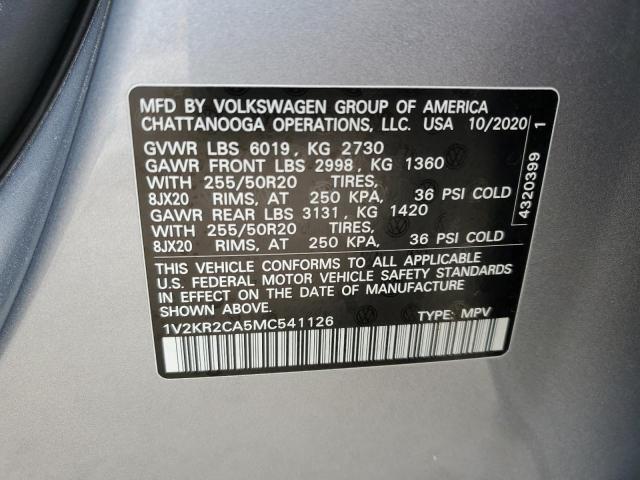 MFD BY VOLKSWAGEN GROUP OF AMERICA
CHATTANOOGA OPERATIONS, LLC. USA 10/2020
GVWR LBS 6019, KG 2730
GAWR FRONT LBS 2998, KG 1360
WITH 255/50R20 TIRES,
8JX20 RIMS, AT 250 KPA, 36 PSI COLD
GAWR REAR LBS 3131, KG 1420
WITH 255/50R20 TIRES,
8JX20 RIMS, AT 250 KPA, 36 PSI COLD
THIS VEHICLE CONFORMS TO ALL APPLICABLE
U.S. FEDERAL MOTOR VEHICLE SAFETY STANDARDS
IN EFFECT ON THE DATE OF MANUFACTURE
SHOWN ABOVE.
1V2KR2CA5MC541126 TYPE: MPV
4320399 1